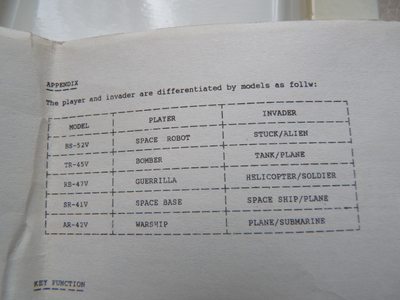 APPENDIX
The player and invader are differentiated by models as follw:
MODEL PLAYER INVADER
BS-52V SPACE ROBOT STUCK/ALIEN
TR-45V BOMBER TANK/PLANE
RB-47V GUERRILLA HELICOPTER/SOLDIER
SR-41V SPACE BASE SPACE SHIP/PLANE
AR-42V WARSHIP PLANE/SUBMARINE
KEY FUNCTION